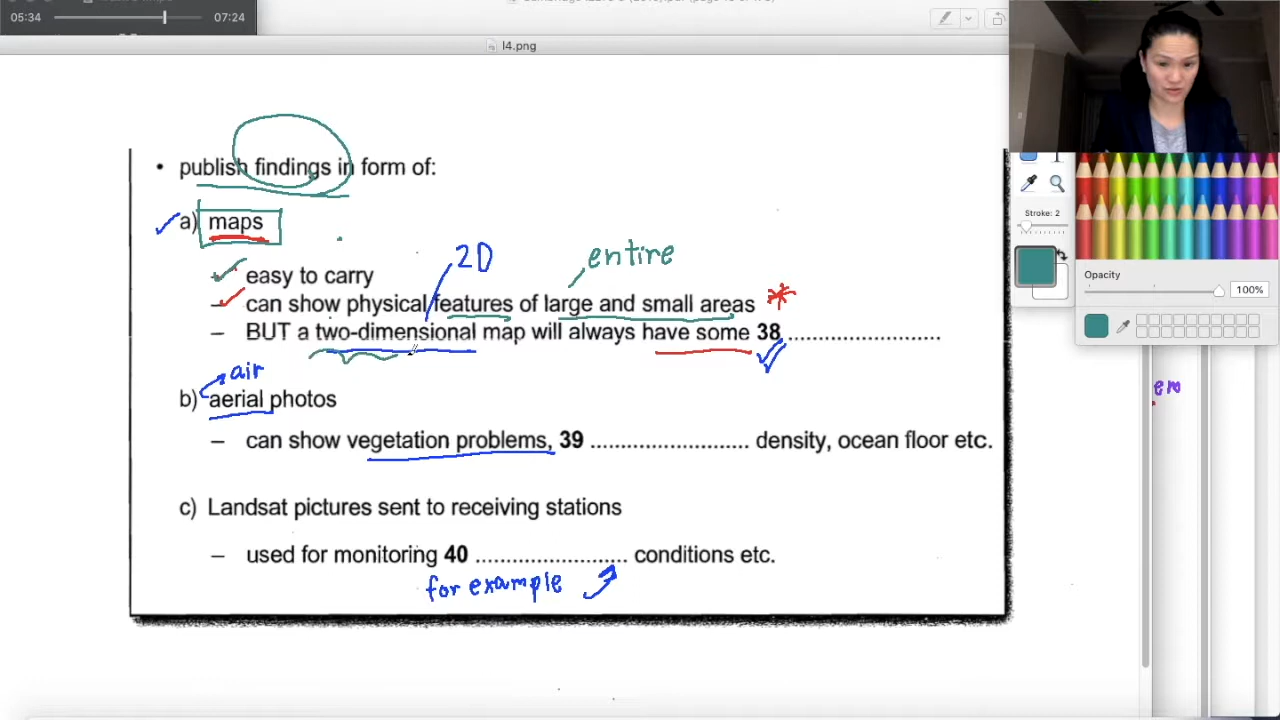 05:34
07:24
l4.png
• publish findings in form of:
a) maps
2D
entire
easy to carry
– can show physical features of large and small areas
– BUT a two-dimensional map will always have some 38 ........................
air
b) aerial photos
– can show vegetation problems, 39 ......................... density, ocean floor etc.
c) Landsat pictures sent to receiving stations
– used for monitoring 40 ......................... conditions etc.
for example
Stroke: 2
Opacity
100%